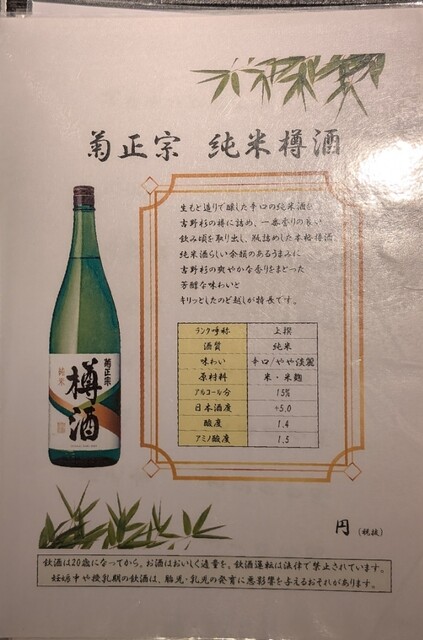 菊正宗 純米樽酒
生もと造りで醸した辛口の純米酒を
吉野杉の樽に詰め、一番香りの良い
飲み頃を取り出し、瓶詰めした本格樽酒。
純米酒らしい余韻のあるうまみに
吉野杉の爽やかな香りをまとった
芳醇な味わいと
キリッとしたのど越しが特長です。
ランク呼称 上撰
酒質 純米
味わい 辛口/やや淡麗
原材料 米・米麹
アルコール分 15%
日本酒度 +5.0
酸度 1.4
アミノ酸度 1.3
菊正宗
純米
樽酒
円 (税抜)
飲酒は20歳になってから。お酒はおいしく適量を。飲酒運転は法律で禁止されています。
妊娠中や授乳期の飲酒は、胎児・乳児の発育に悪影響を与えるおそれがあります。